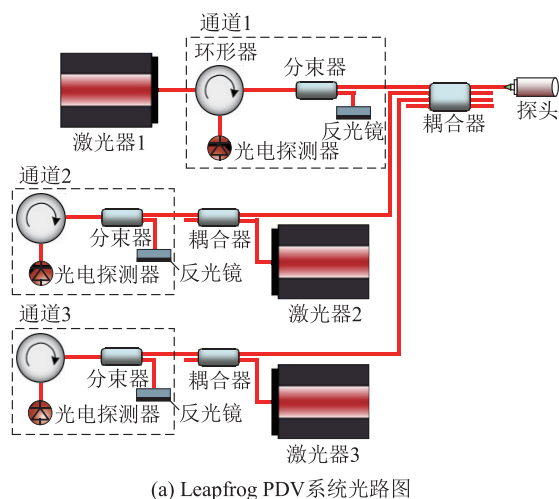 通道1
环形器
分束器
激光器1
反光镜
光电探测器
耦合器
探头
通道2
分束器
耦合器
光电探测器
反光镜
激光器2
通道3
分束器
耦合器
光电探测器
反光镜
激光器3
(a) Leapfrog PDV系统光路图